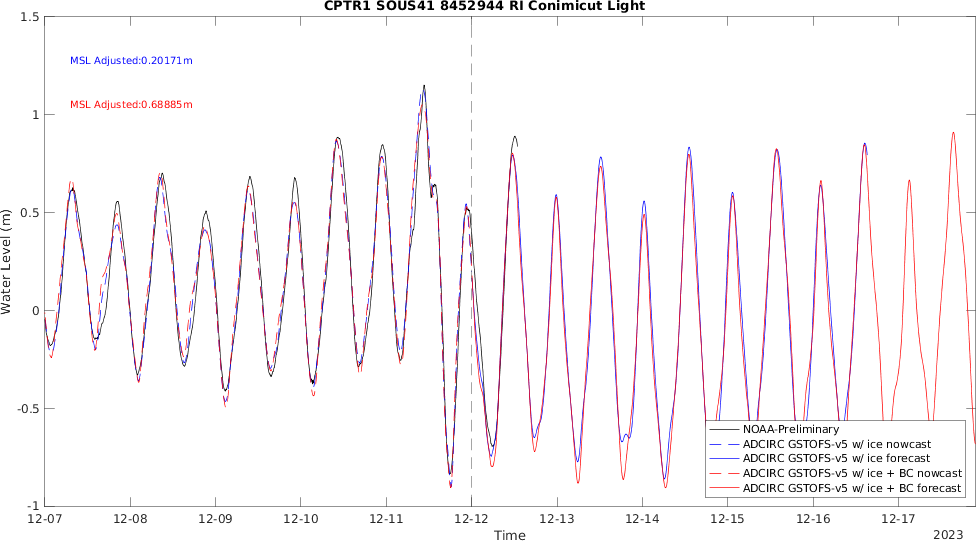 CPTR1 SOUS41 8452944 RI Conimicut Light
MSL Adjusted:0.20171m
MSL Adjusted:0.68885m
Water Level (m)
1.5
1
0.5
0
-0.5
-1
NOAA-Preliminary
ADCIRC GSTOFS-v5 w/ ice nowcast
ADCIRC GSTOFS-v5 w/ ice forecast
ADCIRC GSTOFS-v5 w/ ice + BC nowcast
ADCIRC GSTOFS-v5 w/ ice + BC forecast
12-07 12-08 12-09 12-10 12-11 12-12 12-13 12-14 12-15 12-16 12-17
Time
2023